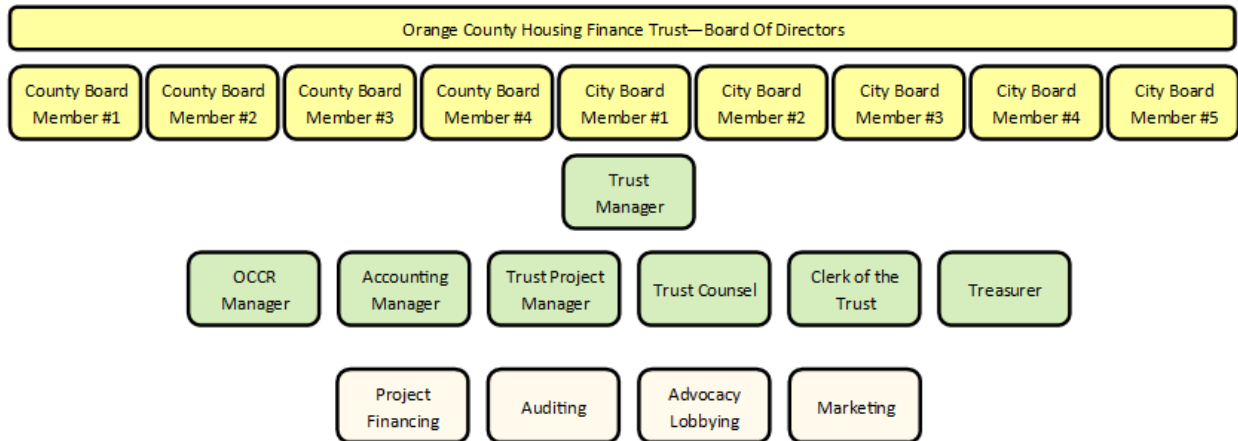 Orange County Housing Finance Trust—Board Of Directors
County Board
Member #1
County Board
Member #2
County Board
Member #3
County Board
Member #4
City Board
Member #1
City Board
Member #2
City Board
Member #3
City Board
Member #4
City Board
Member #5
Trust
Manager
OCCR
Manager
Accounting
Manager
Trust Project
Manager
Trust Counsel
Clerk of the
Trust
Treasurer
Project
Financing
Auditing
Advocacy
Lobbying
Marketing